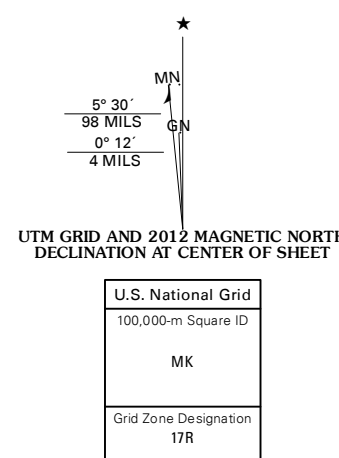 ★
MN
5° 30´
98 MILS
GN
0° 12´
4 MILS
UTM GRID AND 2012 MAGNETIC NORTH
DECLINATION AT CENTER OF SHEET
U.S. National Grid
100,000-m Square ID
MK
Grid Zone Designation
17R